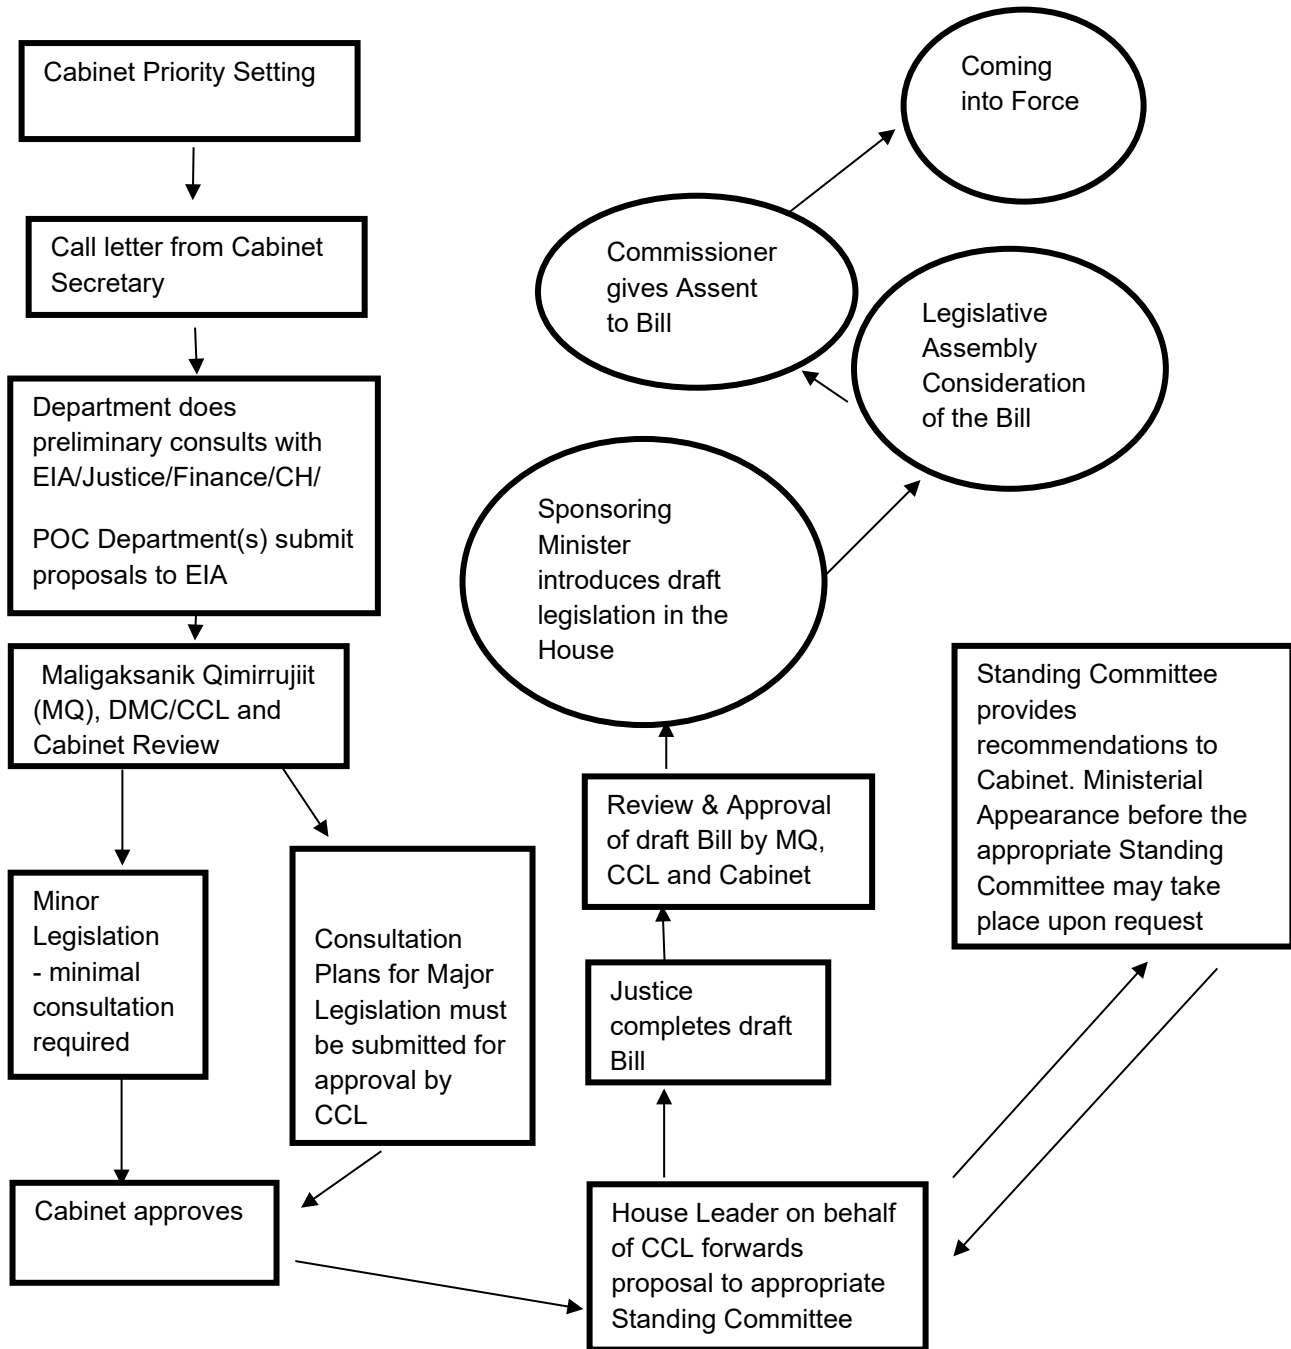 Cabinet Priority Setting
Call letter from Cabinet
Secretary
Department does
preliminary consults with
EIA/Justice/Finance/CH/
POC Department(s) submit
proposals to EIA
Maligaksanik Qimirrujiit
(MQ), DMC/CCL and
Cabinet Review
Minor
Legislation
- minimal
consultation
required
Consultation
Plans for Major
Legislation must
be submitted for
approval by
CCL
Cabinet approves
House Leader on behalf
of CCL forwards
proposal to appropriate
Standing Committee
Standing Committee
provides
recommendations to
Cabinet. Ministerial
Appearance before the
appropriate Standing
Committee may take
place upon request
Justice
completes draft
Bill
Review & Approval
of draft Bill by MQ,
CCL and Cabinet
Sponsoring
Minister
introduces draft
legislation in the
House
Legislative
Assembly
Consideration
of the Bill
Commissioner
gives Assent
to Bill
Coming
into Force